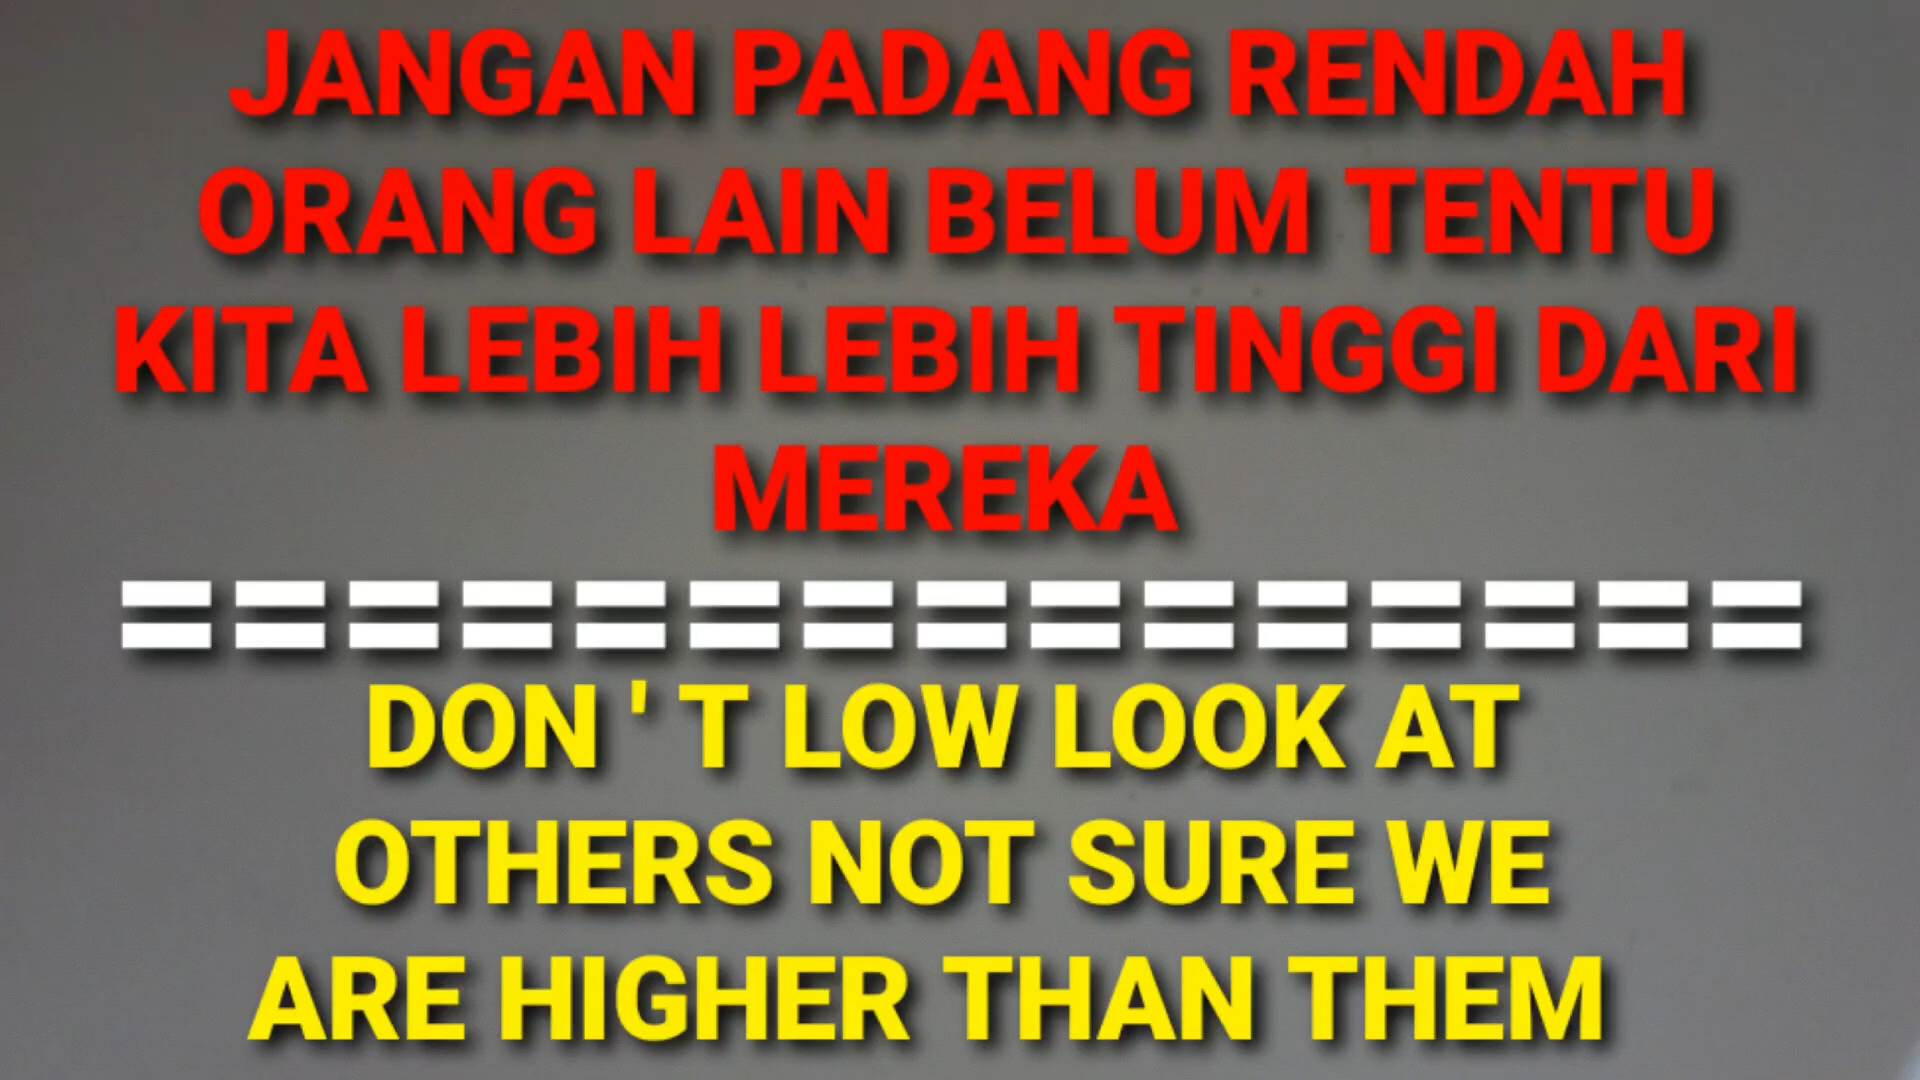 JANGAN PADANG RENDAH
ORANG LAIN BELUM TENTU
KITA LEBIH LEBIH TINGGI DARI
MEREKA
===============
DON ' T LOW LOOK AT
OTHERS NOT SURE WE
ARE HIGHER THAN THEM